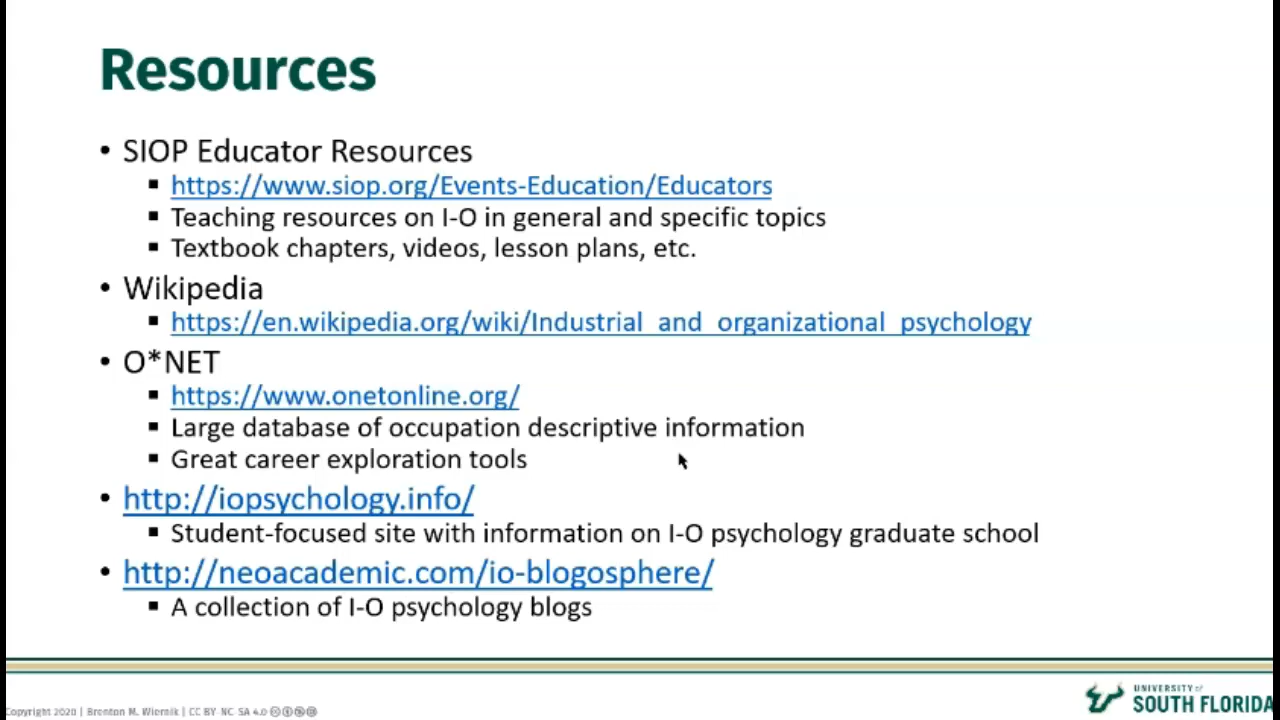 Resources
• SIOP Educator Resources
▪ https://www.siop.org/Events-Education/Educators
▪ Teaching resources on I-O in general and specific topics
▪ Textbook chapters, videos, lesson plans, etc.
• Wikipedia
▪ https://en.wikipedia.org/wiki/Industrial_and_organizational_psychology
• O*NET
▪ https://www.onetonline.org/
▪ Large database of occupation descriptive information
▪ Great career exploration tools
• http://iopsychology.info/
▪ Student-focused site with information on I-O psychology graduate school
• http://neoacademic.com/io-blogosphere/
▪ A collection of I-O psychology blogs
Copyright 2020 | Brenton M. Wiernik | CC BY-NC-SA 4.0
UNIVERSITY of
SOUTH FLORIDA